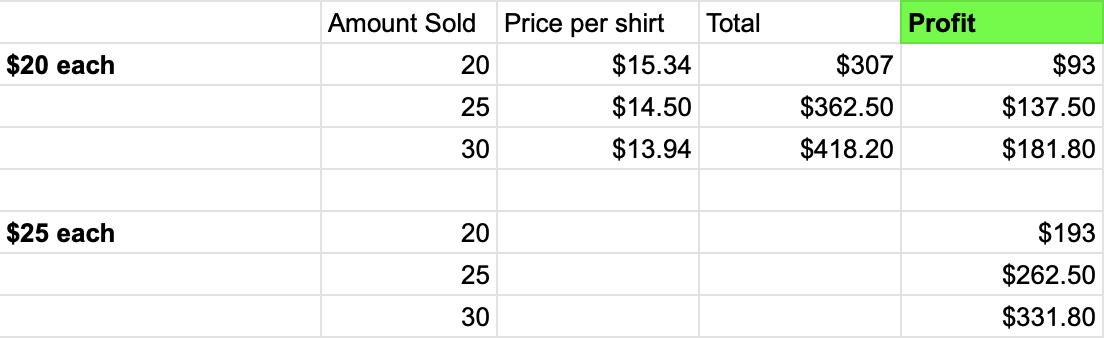 Amount Sold Price per shirt Total Profit
$20 each 20 $15.34 $307 $93
25 $14.50 $362.50 $137.50
30 $13.94 $418.20 $181.80
$25 each 20 $193
25 $262.50
30 $331.80